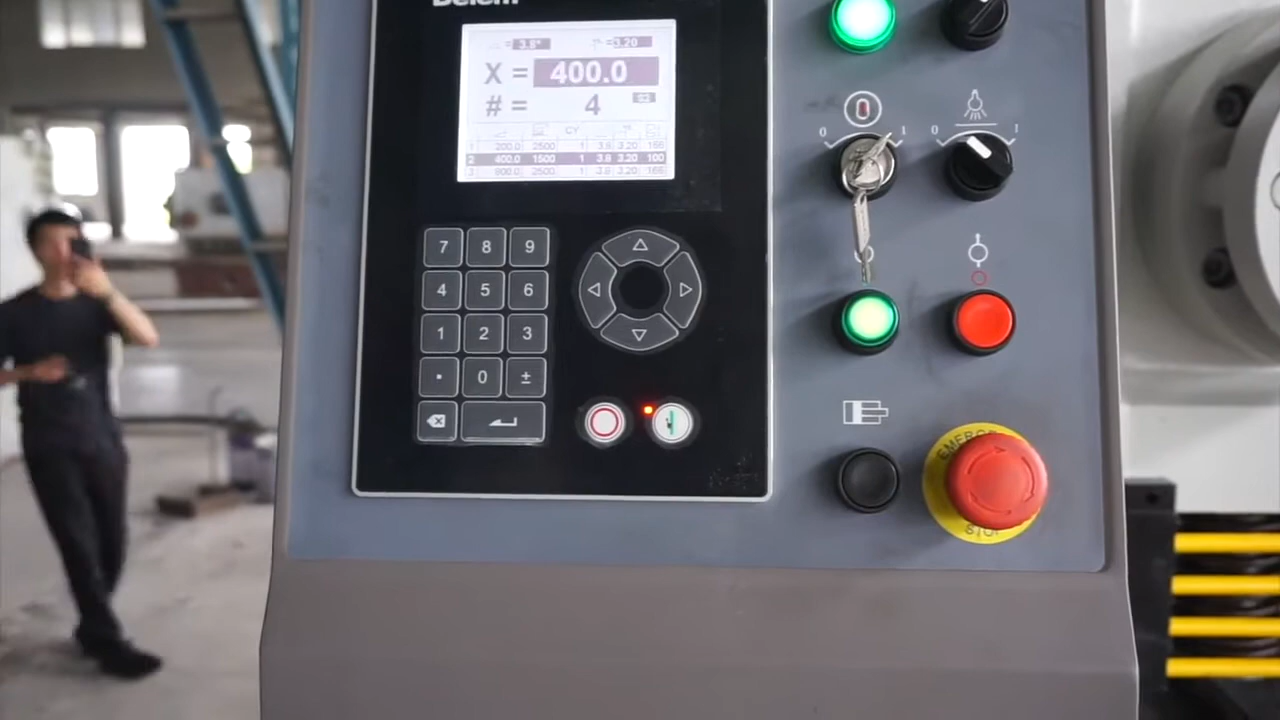 Delem
= 3.8° = 3.20
X = 400.0
# = 4
CY
1 200.0 2500 1 3.8 3.20 166
2 400.0 1500 1 3.8 3.20 100
3 900.0 2500 1 3.8 3.20 166
7 8 9
4 5 6
1 2 3
. 0 ±
0 1 0 1
EMERGE
STOP